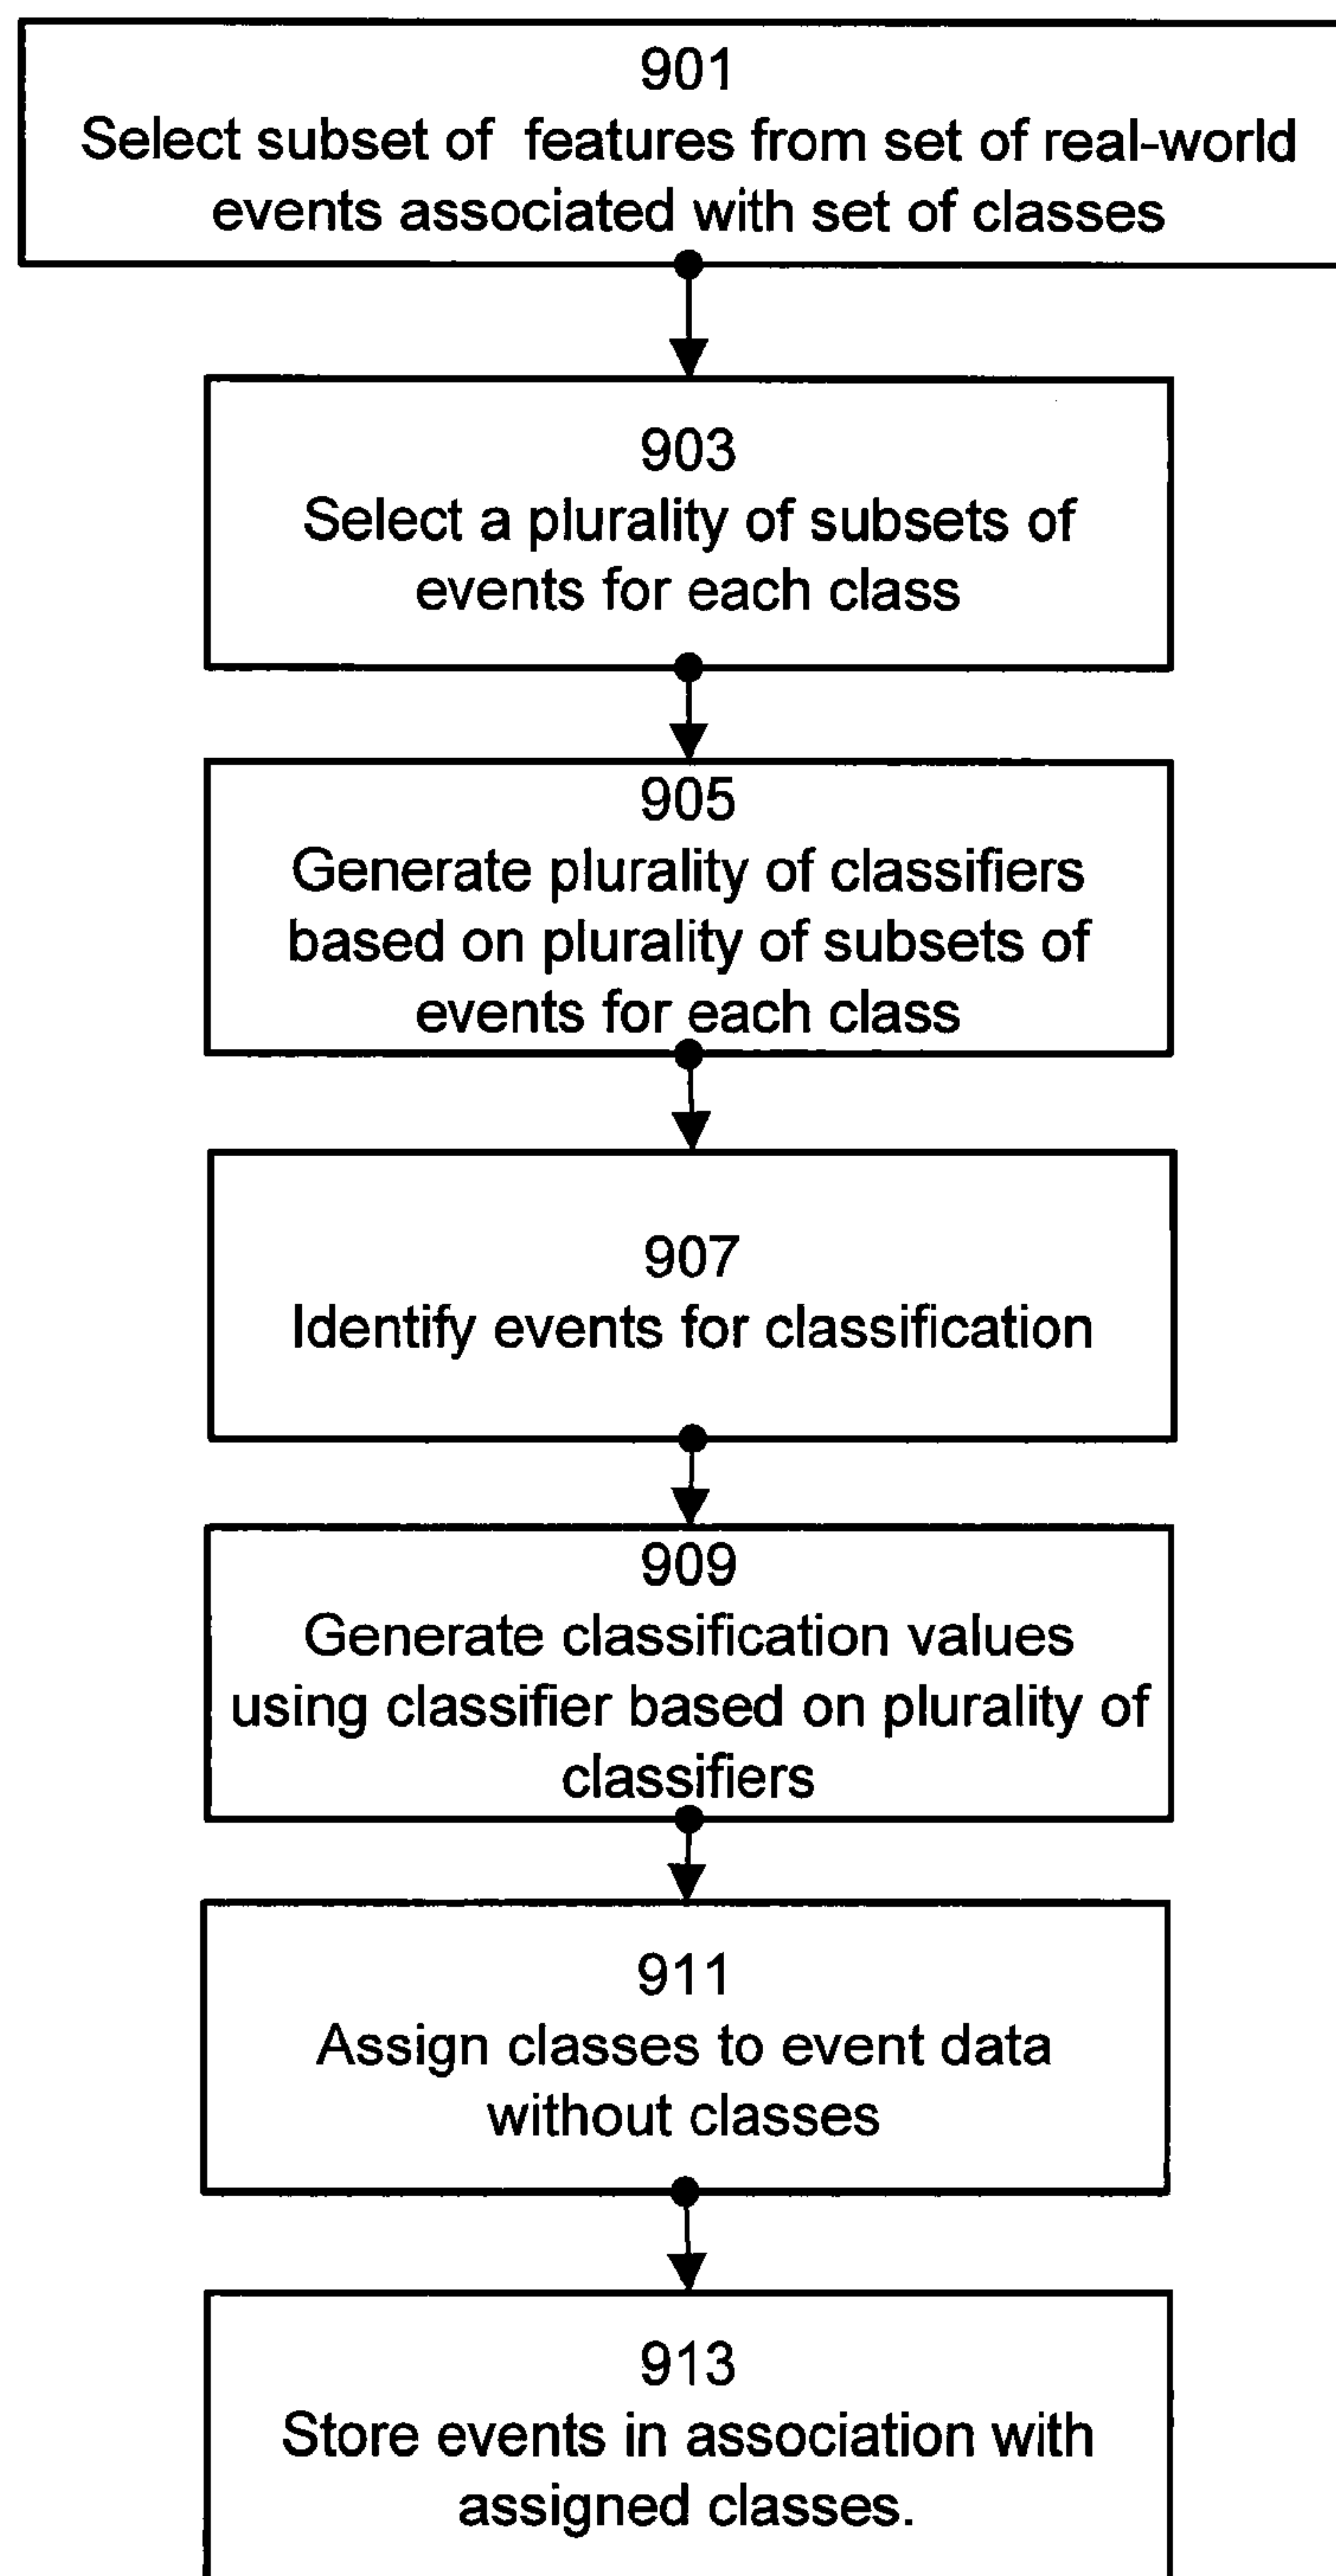 901
Select subset of features from set of real-world
events associated with set of classes
903
Select a plurality of subsets of
events for each class
905
Generate plurality of classifiers
based on plurality of subsets of
events for each class
907
Identify events for classification
909
Generate classification values
using classifier based on plurality of
classifiers
911
Assign classes to event data
without classes
913
Store events in association with
assigned classes.